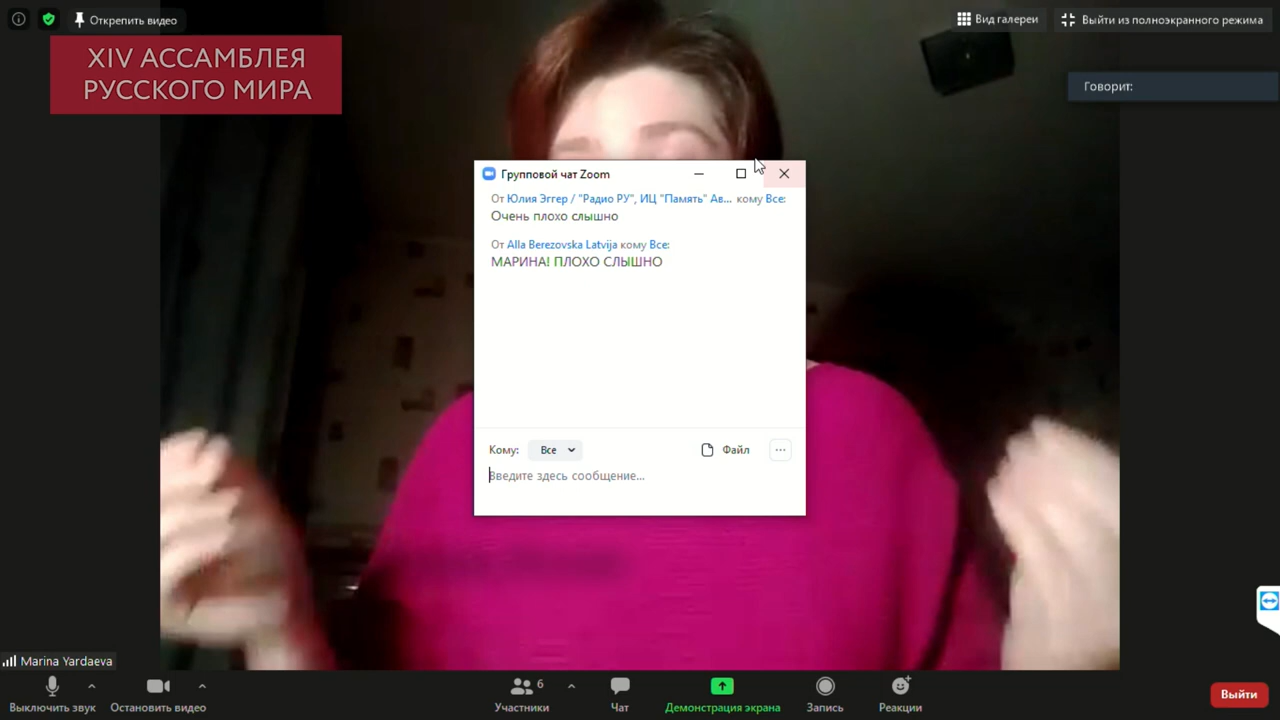 Открепить видео
Вид галереи
Выйти из полноэкранного режима
XIV АССАМБЛЕЯ
РУССКОГО МИРА
Говорит:
Групповой чат Zoom
От Юлия Эггер / "Радио РУ", ИЦ "Память" Ав... кому Все:
Очень плохо слышно
От Alla Berezovska Latvija кому Все:
МАРИНА! ПЛОХО СЛЫШНО
Кому: Все
Файл
Введите здесь сообщение...
Marina Yardaeva
Выключить звук
Остановить видео
6
Участники
Чат
Демонстрация экрана
Запись
Реакции
Выйти